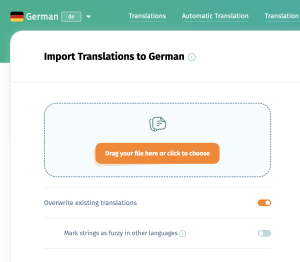 German de
Translations Automatic Translation Translation
Import Translations to German
Drag your file here or click to choose
Overwrite existing translations
Mark strings as fuzzy in other languages